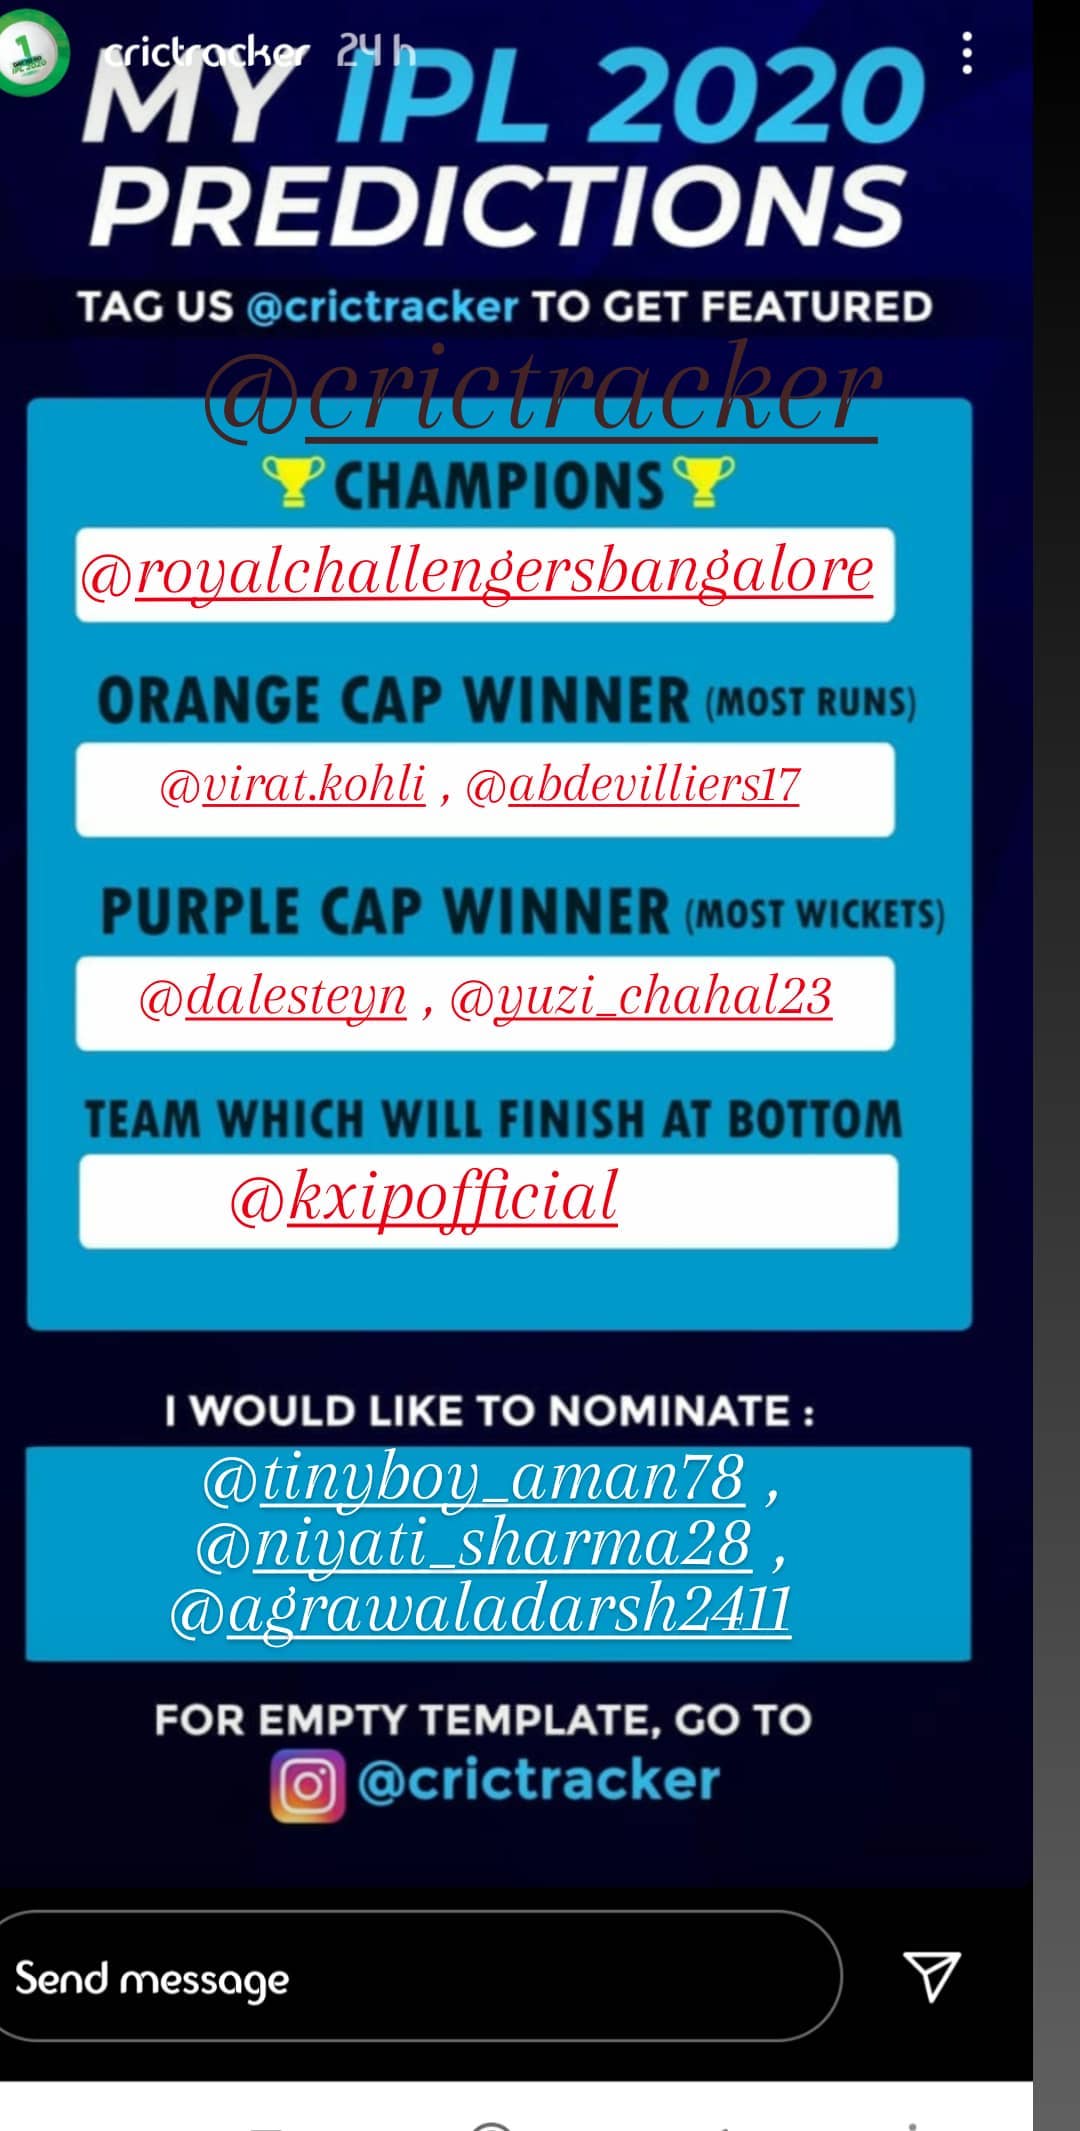 crictracker 24 h
MY IPL 2020
PREDICTIONS
TAG US @crictracker TO GET FEATURED
@crictracker
CHAMPIONS
@royalchallengersbangalore
ORANGE CAP WINNER (MOST RUNS)
@virat.kohli , @abdevilliers17
PURPLE CAP WINNER (MOST WICKETS)
@dalesteyn , @yuzi_chahal23
TEAM WHICH WILL FINISH AT BOTTOM
@kxipofficial
I WOULD LIKE TO NOMINATE :
@tinyboy_aman78 ,
@niyati_sharma28 ,
@agrawaladarsh2411
FOR EMPTY TEMPLATE, GO TO
@crictracker
Send message